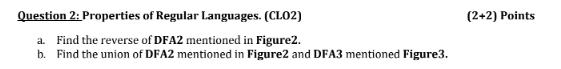 Question 2: Properties of Regular Languages. (CLO2) (2+2) Points
a. Find the reverse of DFA2 mentioned in Figure2.
b. Find the union of DFA2 mentioned in Figure2 and DFA3 mentioned Figure3.